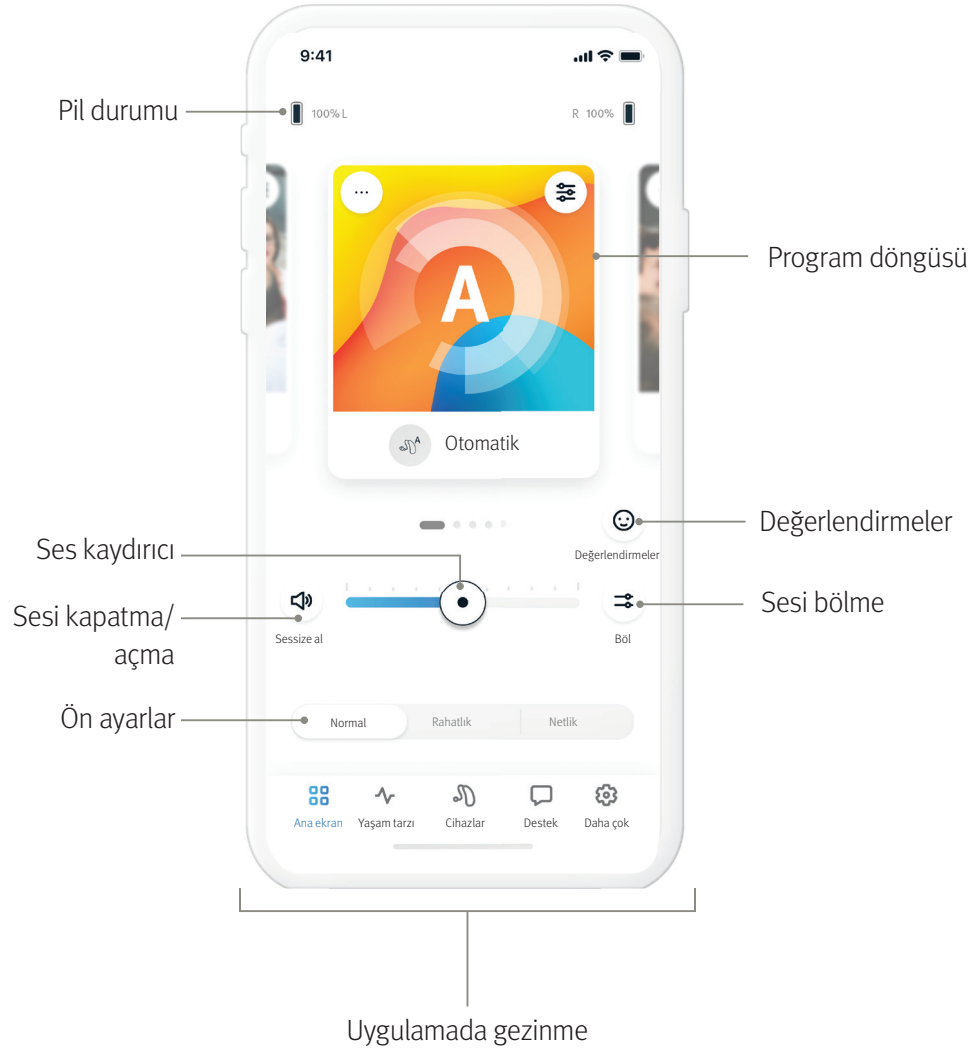 9:41
Pil durumu
100% L
R 100%
...
A
Program döngüsü
A
Otomatik
Değerlendirmeler
Değerlendirmeler
Ses kaydırıcı
Sesi kapatma/
açma
Sessize al
Sesi bölme
Böl
Ön ayarlar
Normal
Rahatlık
Netlik
Ana ekran
Yaşam tarzı
Cihazlar
Destek
Daha çok
Uygulamada gezinme